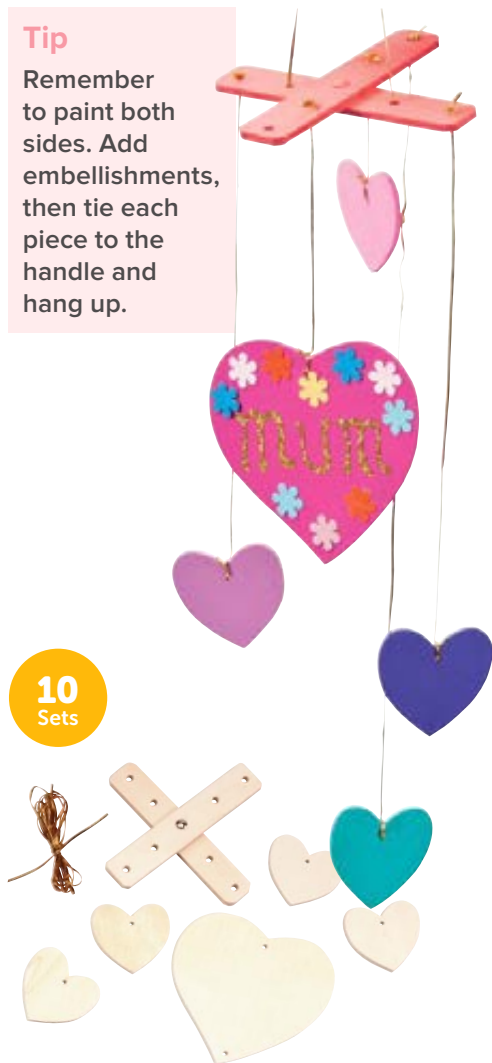 Tip
Remember
to paint both
sides. Add
embellishments,
then tie each
piece to the
handle and
hang up.
mum
10
Sets